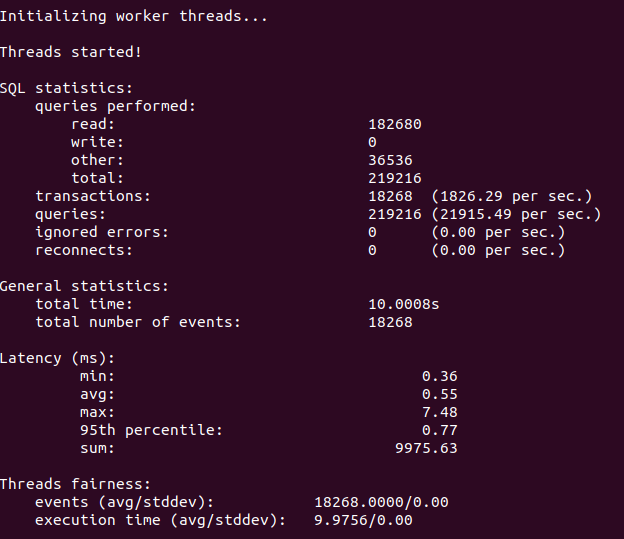 Initializing worker threads...
Threads started!
SQL statistics:
queries performed:
read: 182680
write: 0
other: 36536
total: 219216
transactions: 18268 (1826.29 per sec.)
queries: 219216 (21915.49 per sec.)
ignored errors: 0 (0.00 per sec.)
reconnects: 0 (0.00 per sec.)
General statistics:
total time: 10.0008s
total number of events: 18268
Latency (ms):
min: 0.36
avg: 0.55
max: 7.48
95th percentile: 0.77
sum: 9975.63
Threads fairness:
events (avg/stddev): 18268.0000/0.00
execution time (avg/stddev): 9.9756/0.00